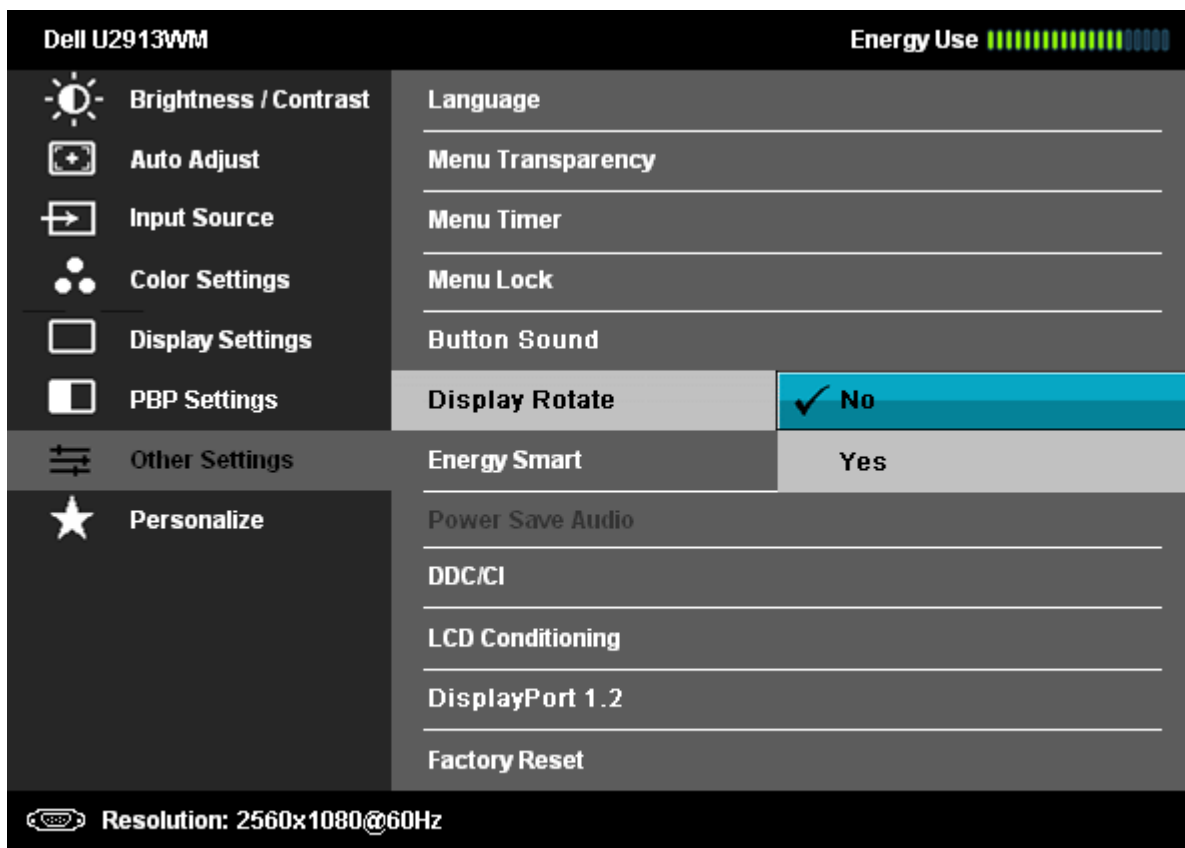 Dell U2913WM
Energy Use
Brightness / Contrast
Auto Adjust
Input Source
Color Settings
Display Settings
PBP Settings
Other Settings
Personalize
Language
Menu Transparency
Menu Timer
Menu Lock
Button Sound
Display Rotate
No
Yes
Energy Smart
Power Save Audio
DDC/CI
LCD Conditioning
DisplayPort 1.2
Factory Reset
Resolution: 2560x1080@60Hz